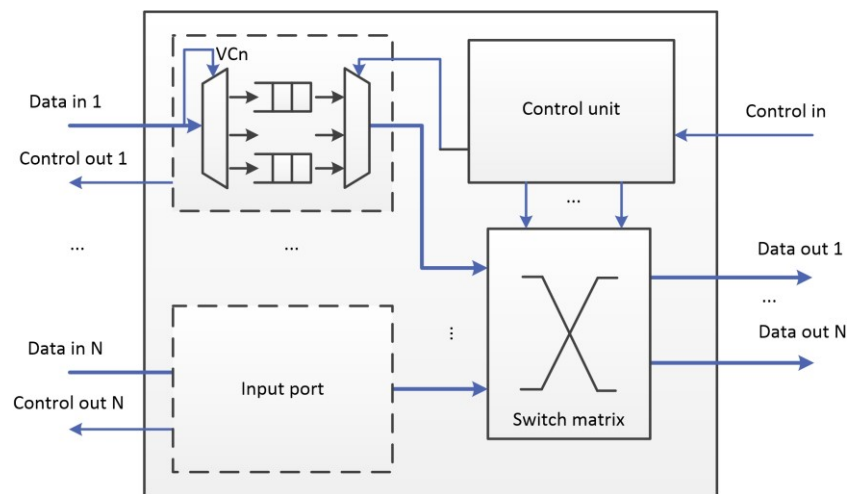 VCn
Data in 1
Control unit
Control in
Control out 1
...
...
...
Data out 1
...
...
Data out N
Data in N
Input port
Control out N
Switch matrix